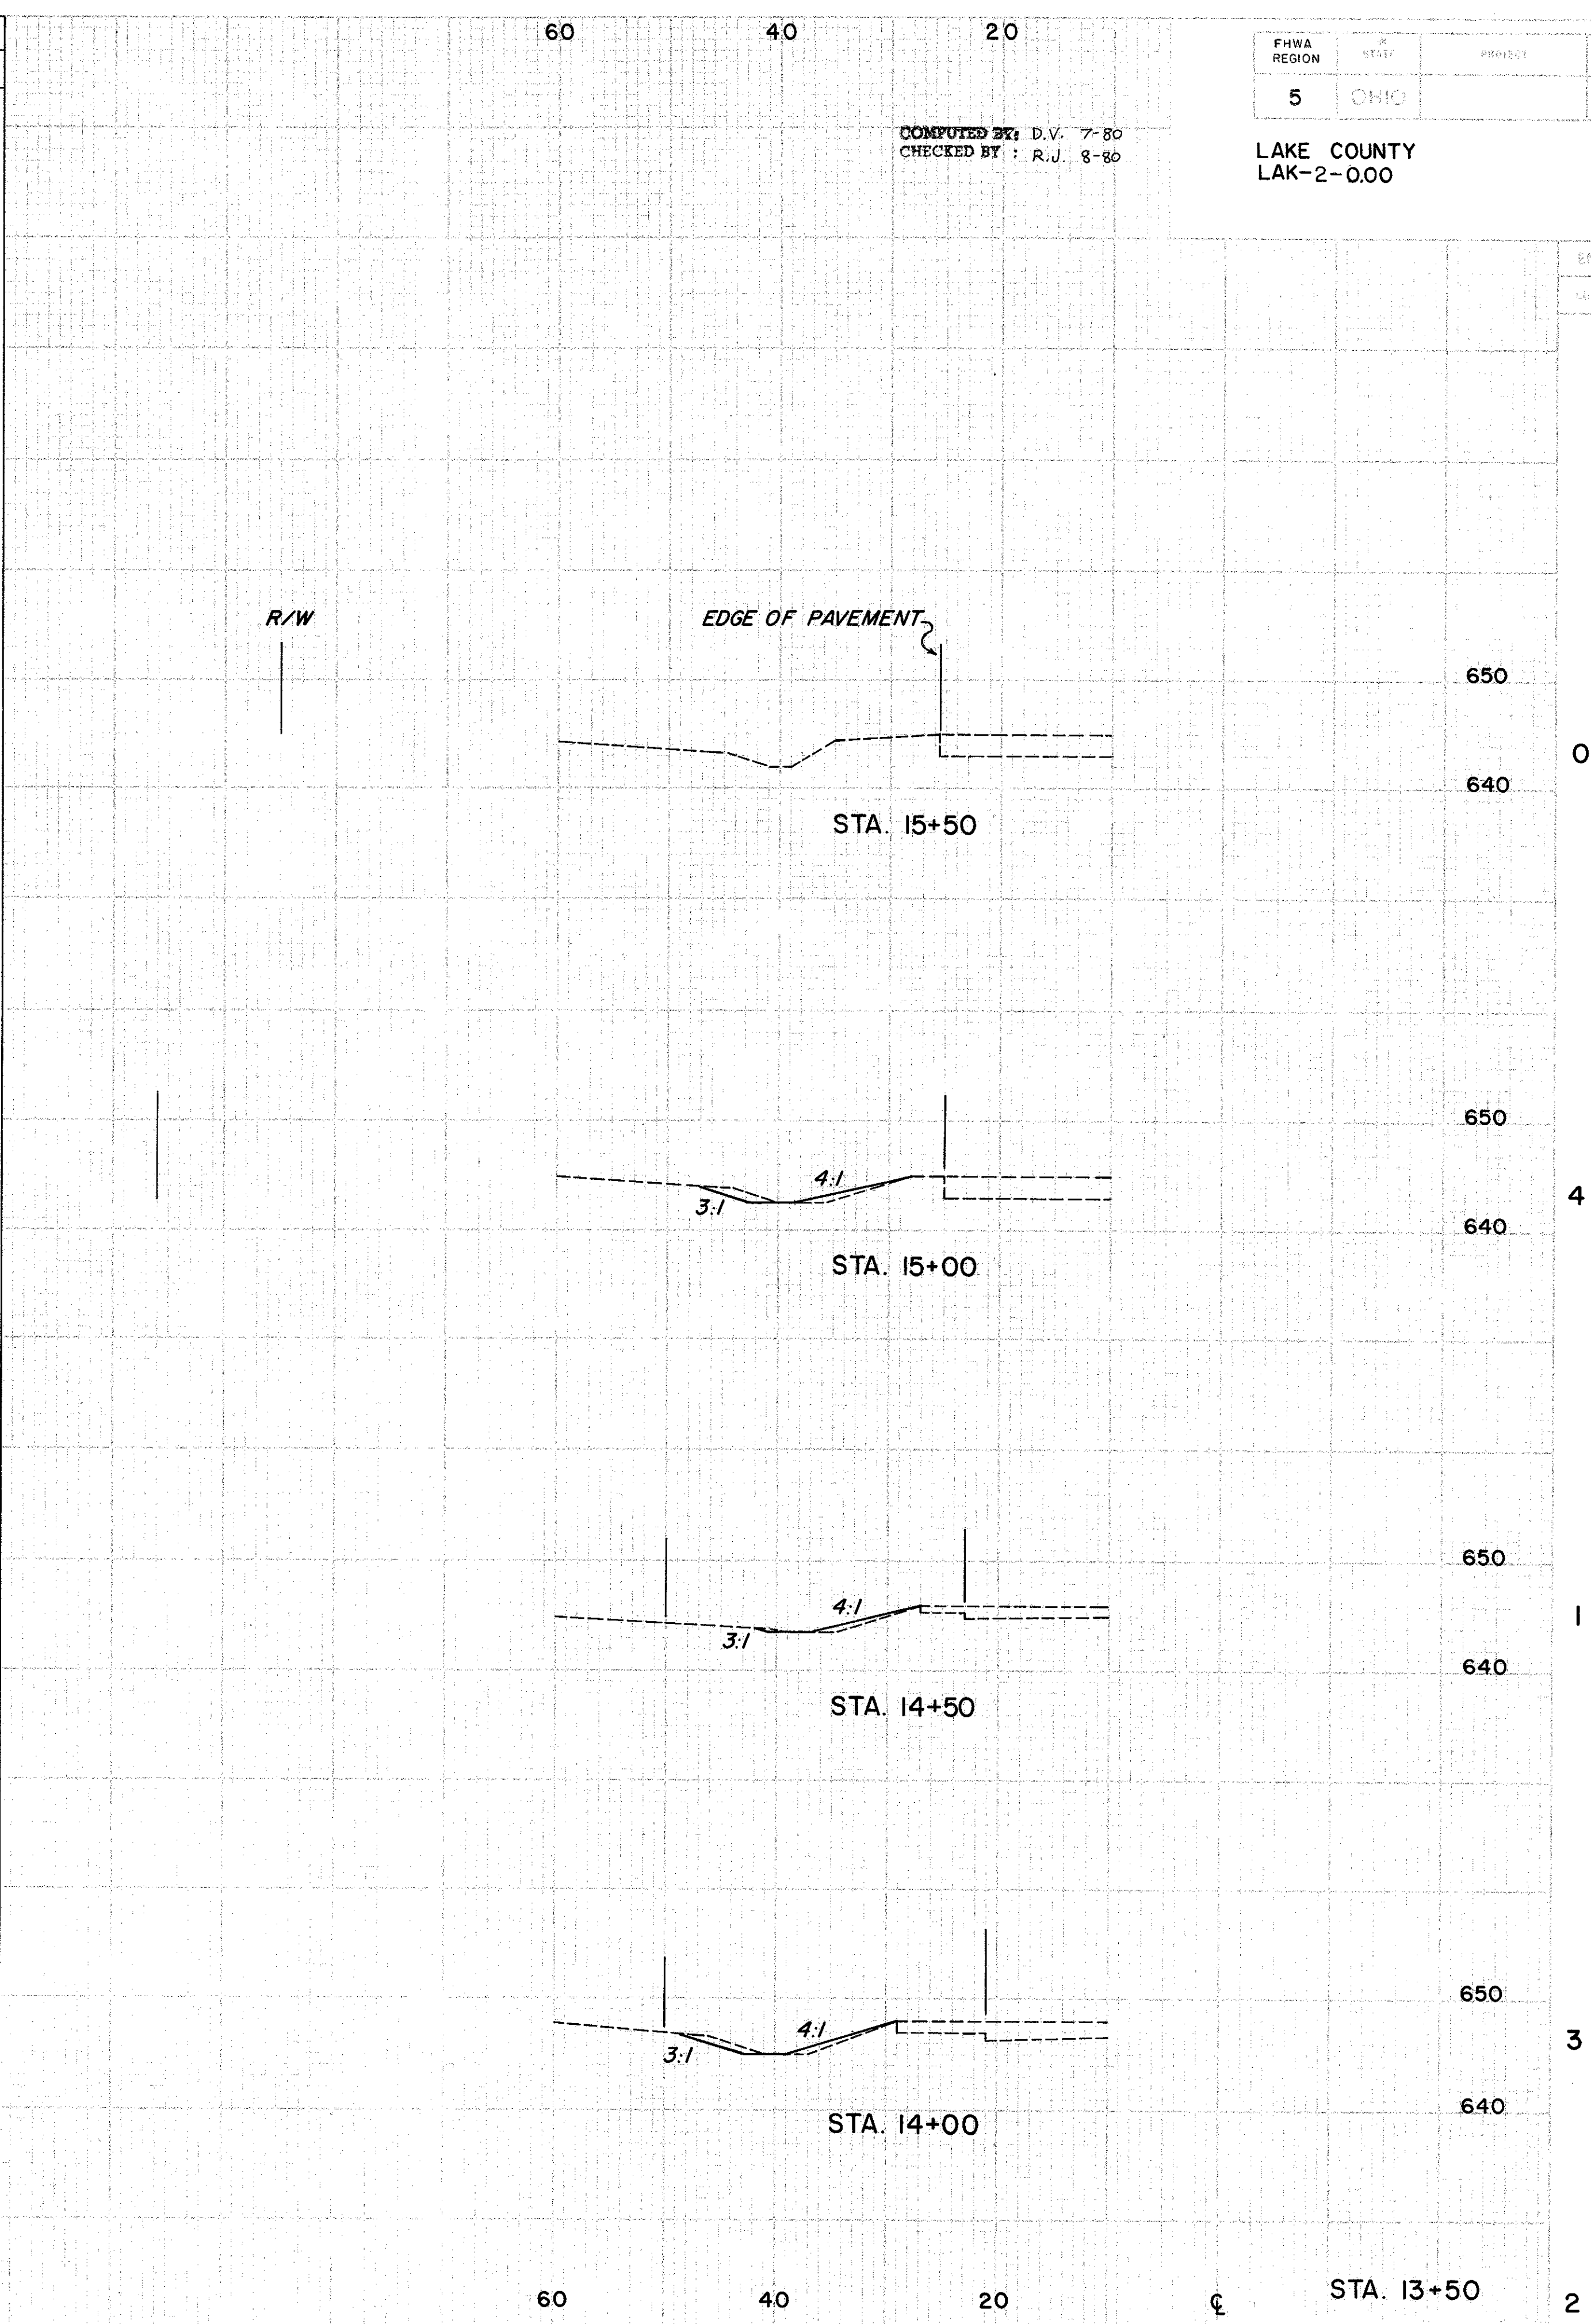 60 40 20
FHWA REGION STATE PROJECT
5 OHIO
COMPUTED BY: D.V. 7-80
CHECKED BY : R.J. 8-80
LAKE COUNTY
LAK-2-0.00
R/W
EDGE OF PAVEMENT
650
0
640
STA. 15+50
650
4:1
3:1
4
640
STA. 15+00
650
4:1
3:1
1
640
STA. 14+50
650
4:1
3:1
3
640
STA. 14+00
60 40 20 ℄
STA. 13+50
2